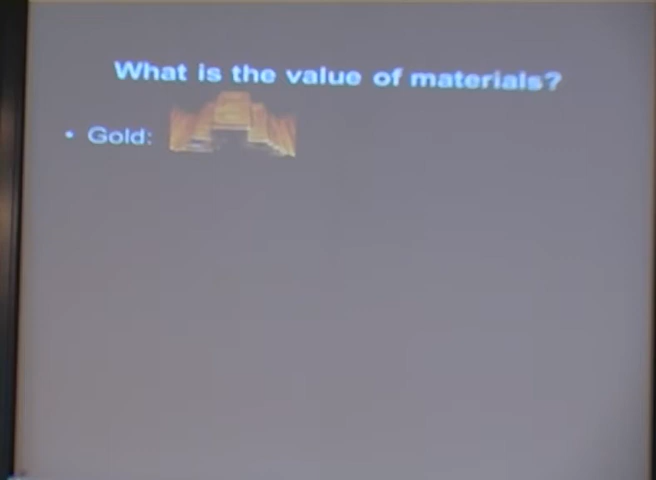 What is the value of materials?
• Gold: